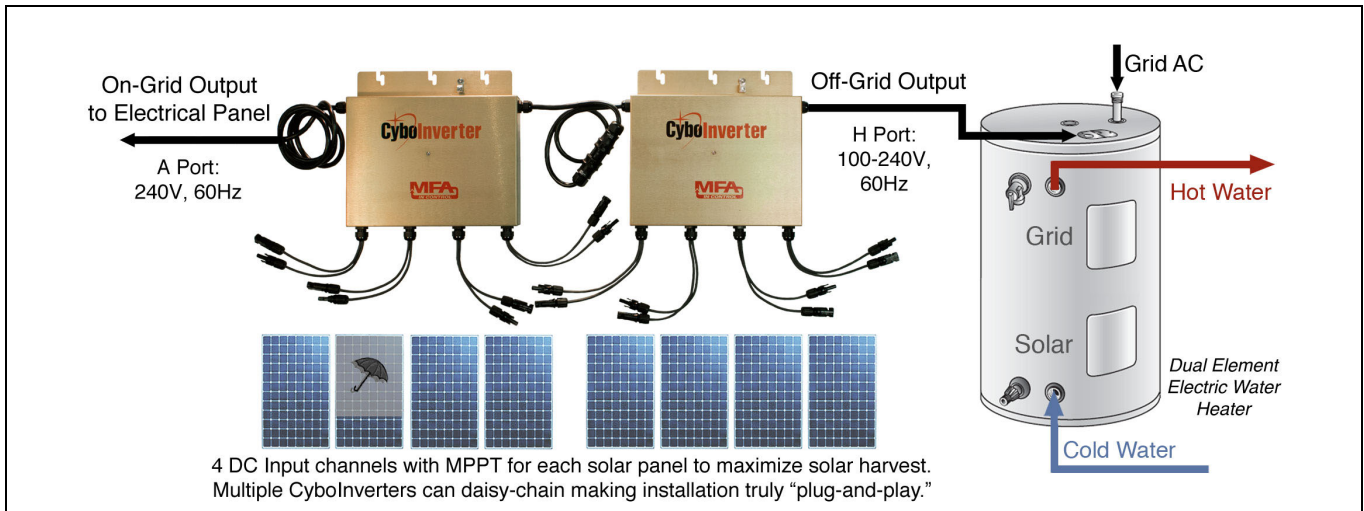 On-Grid Output
to Electrical Panel
A Port:
240V, 60Hz
CyboInverter
MFA
CyboInverter
MFA
Off-Grid Output
H Port:
100-240V,
60Hz
Grid AC
Hot Water
Grid
Solar
Dual Element
Electric Water
Heater
Cold Water
4 DC Input channels with MPPT for each solar panel to maximize solar harvest.
Multiple CyboInverters can daisy-chain making installation truly “plug-and-play.”